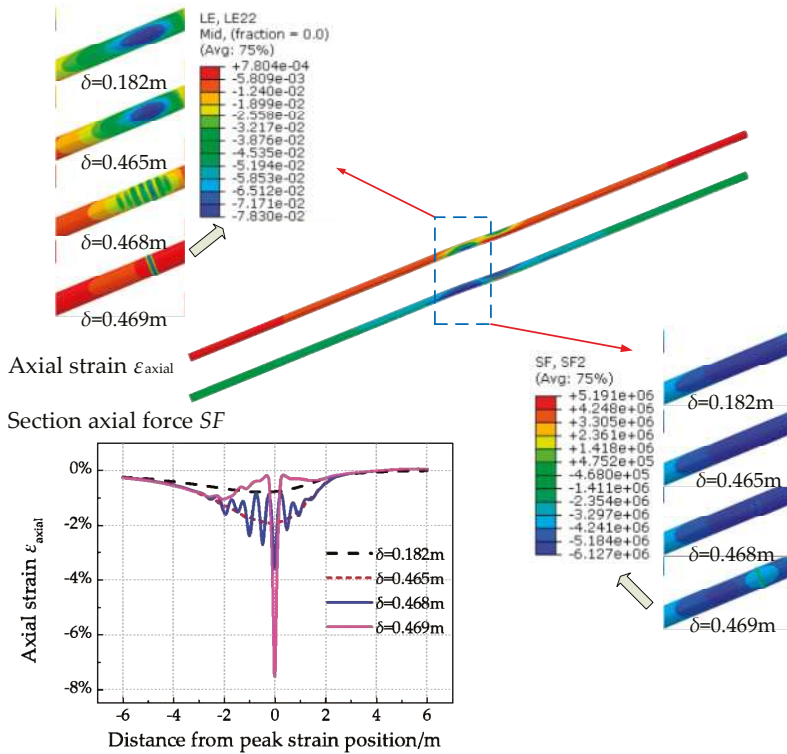 LE, LE22
Mid, (fraction = 0.0)
(Avg: 75%)
+7.804e-04
-5.809e-03
-1.240e-02
-1.899e-02
-2.558e-02
-3.217e-02
-3.876e-02
-4.535e-02
-5.194e-02
-5.853e-02
-6.512e-02
-7.171e-02
-7.830e-02
δ=0.182m
δ=0.465m
δ=0.468m
δ=0.469m
Axial strain εaxial
Section axial force SF
SF, SF2
(Avg: 75%)
+5.191e+06
+4.248e+06
+3.305e+06
+2.361e+06
+1.418e+06
+4.752e+05
-4.680e+05
-1.411e+06
-2.354e+06
-3.297e+06
-4.241e+06
-5.184e+06
-6.127e+06
δ=0.182m
δ=0.465m
δ=0.468m
δ=0.469m
Axial strain εaxial
0%
-2%
-4%
-6%
-8%
δ=0.182m
δ=0.465m
δ=0.468m
δ=0.469m
-6 -4 -2 0 2 4 6
Distance from peak strain position/m